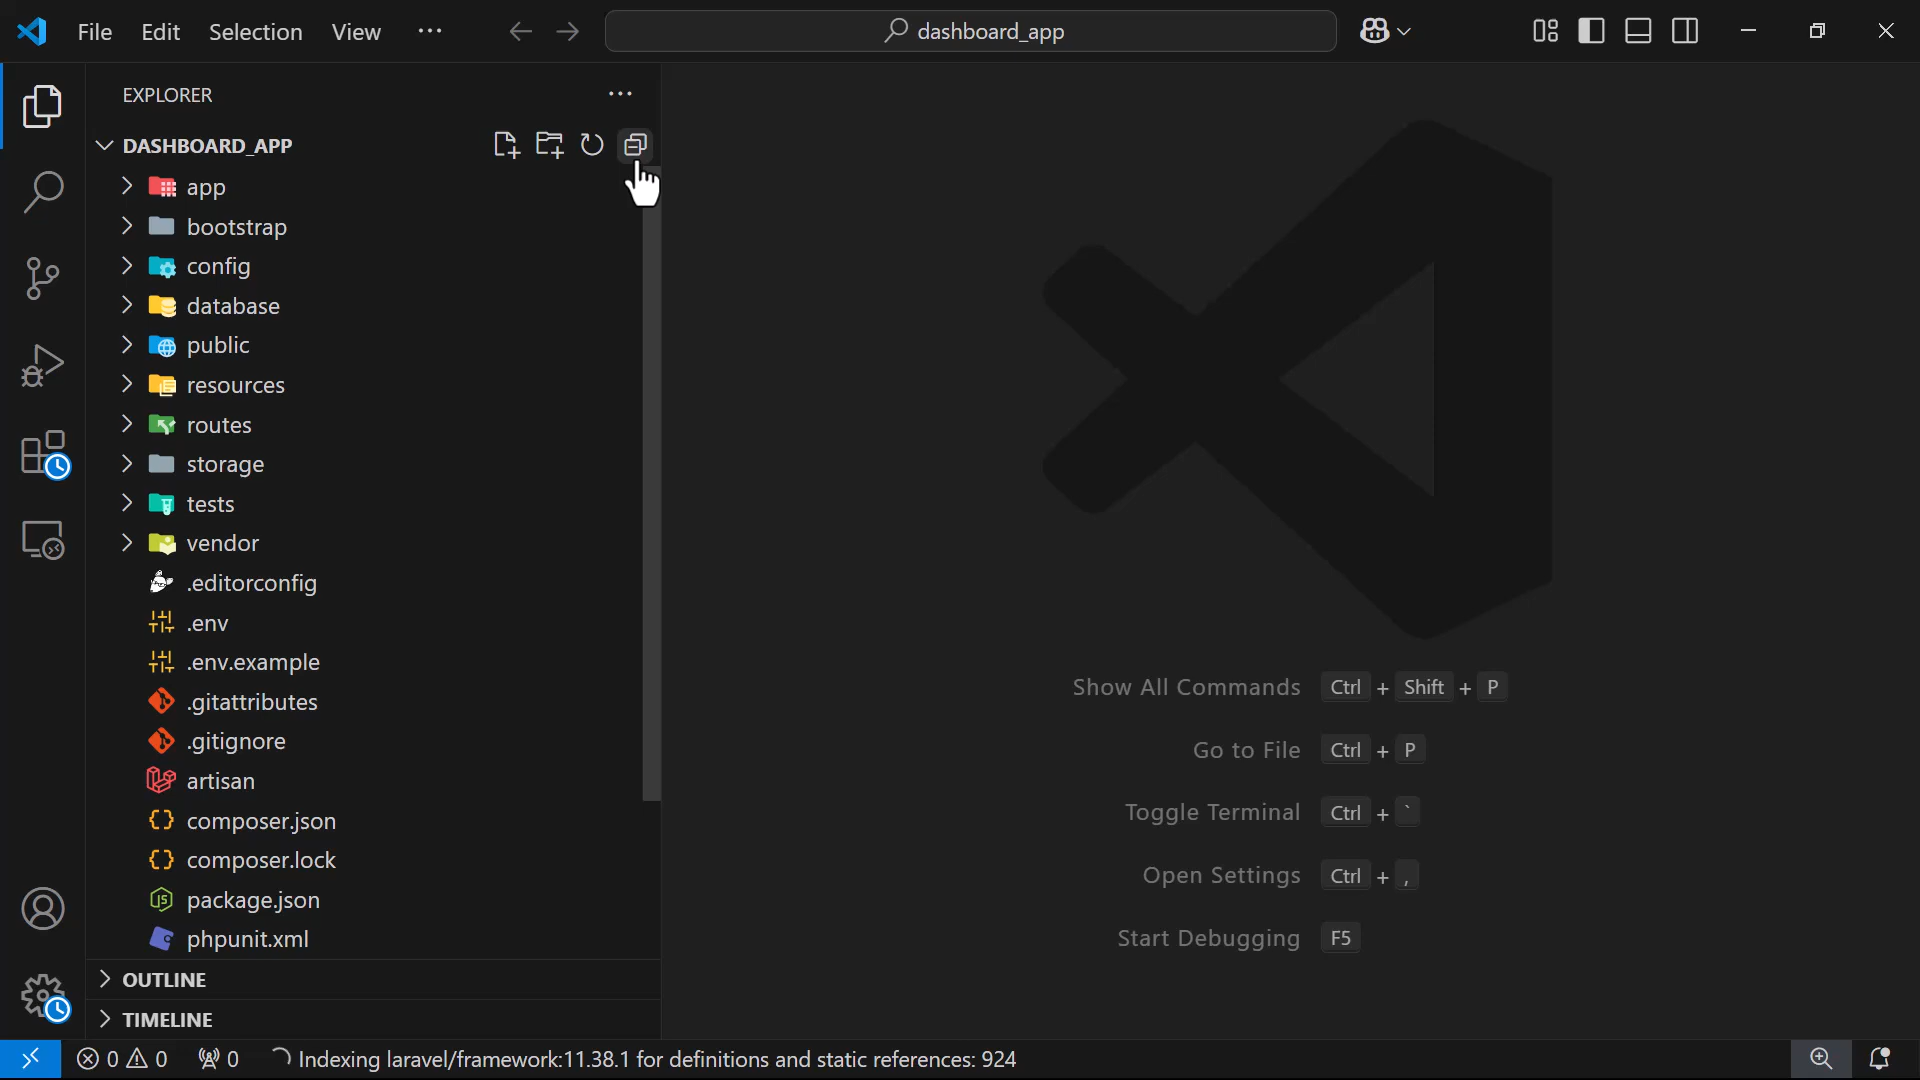 File Edit Selection View ···
dashboard_app
EXPLORER
DASHBOARD_APP
app
bootstrap
config
database
public
resources
routes
storage
tests
vendor
.editorconfig
.env
.env.example
.gitattributes
.gitignore
artisan
composer.json
composer.lock
package.json
phpunit.xml
OUTLINE
TIMELINE
Show All Commands Ctrl + Shift + P
Go to File Ctrl + P
Toggle Terminal Ctrl + `
Open Settings Ctrl + ,
Start Debugging F5
0 0 0 Indexing laravel/framework:11.38.1 for definitions and static references: 924